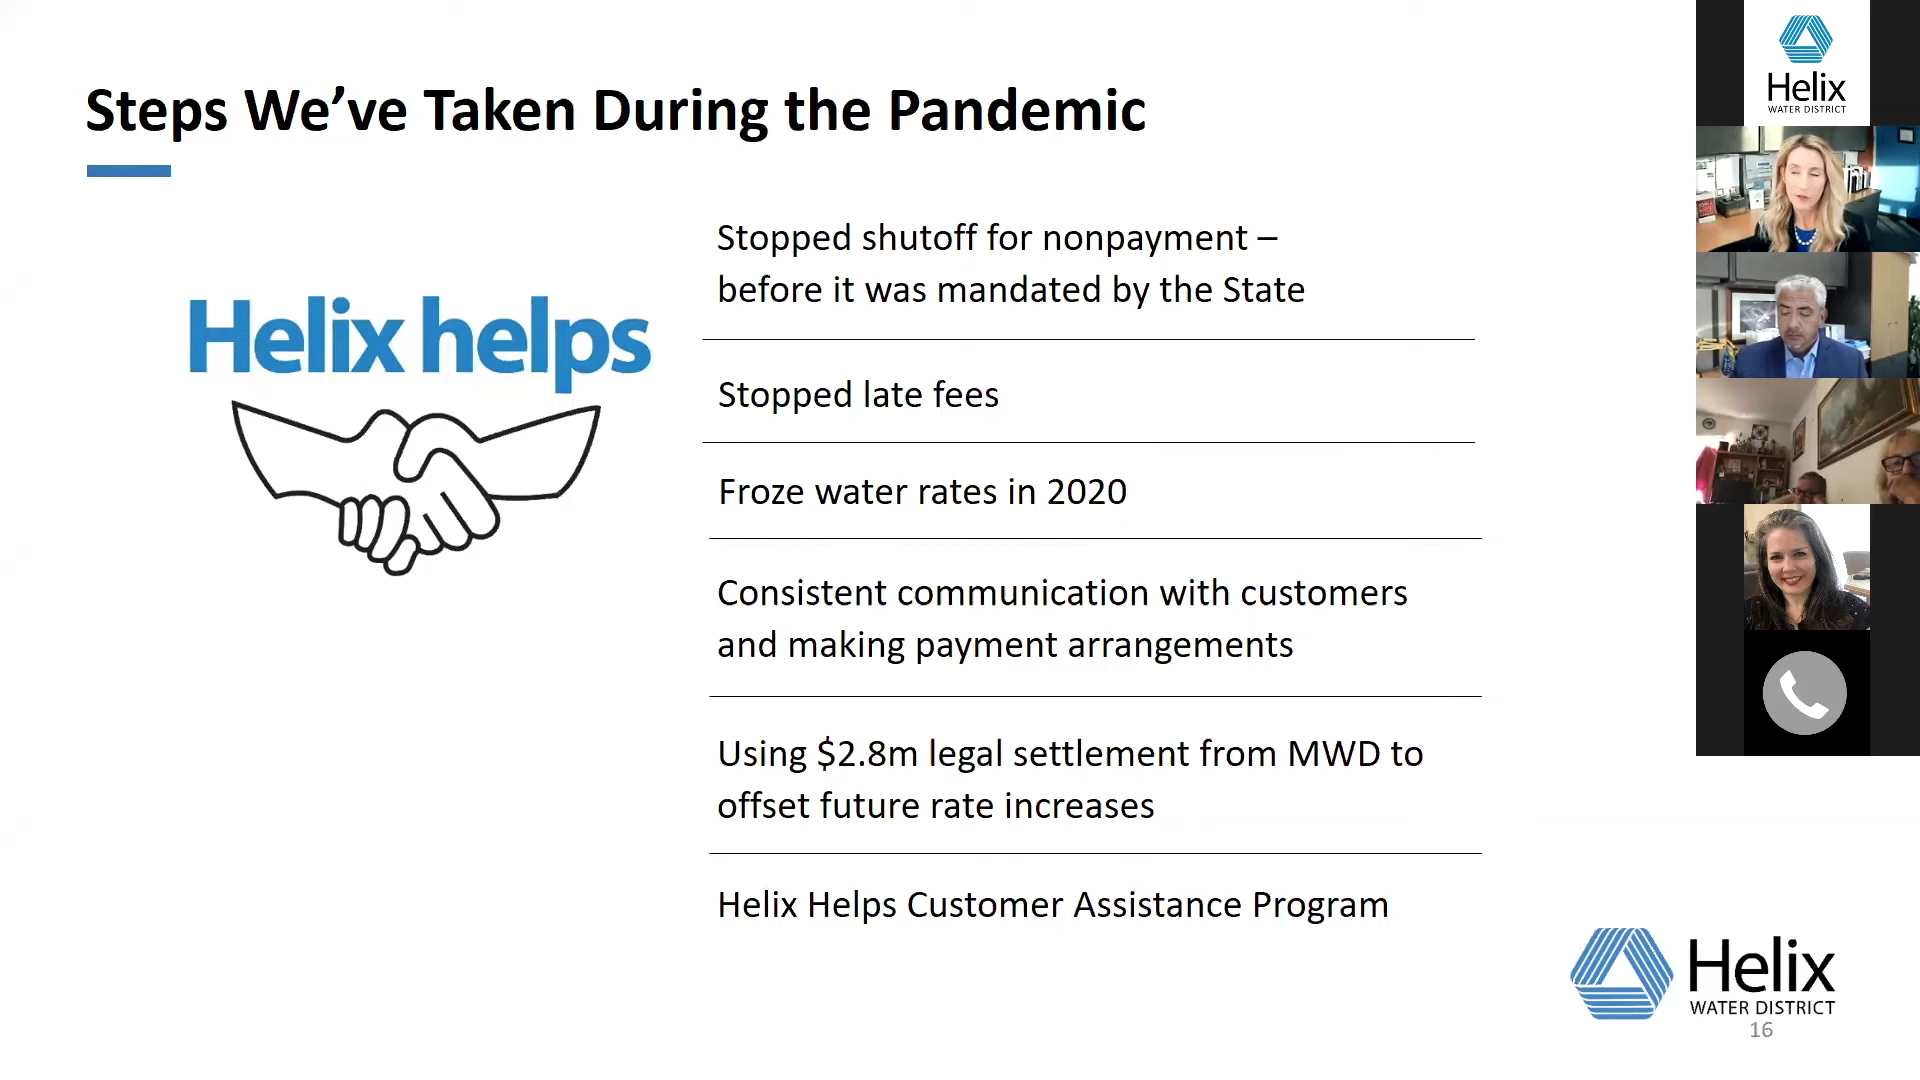 Steps We’ve Taken During the Pandemic
Helix helps
Stopped shutoff for nonpayment –
before it was mandated by the State
Stopped late fees
Froze water rates in 2020
Consistent communication with customers
and making payment arrangements
Using $2.8m legal settlement from MWD to
offset future rate increases
Helix Helps Customer Assistance Program
Helix
WATER DISTRICT
16
Helix
WATER DISTRICT